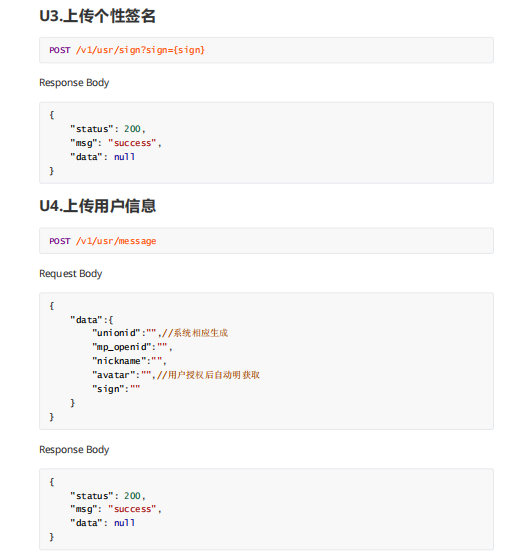 U3.上传个性签名
POST /v1/usr/sign?sign={sign}
Response Body
{
    "status": 200,
    "msg": "success",
    "data": null
}
U4.上传用户信息
POST /v1/usr/message
Request Body
{
    "data":{
        "unionid":"",//系统相应生成
        "mp_openid":"",
        "nickname":"",
        "avatar":"",//用户授权后自动明获取
        "sign":""
    }
}
Response Body
{
    "status": 200,
    "msg": "success",
    "data": null
}